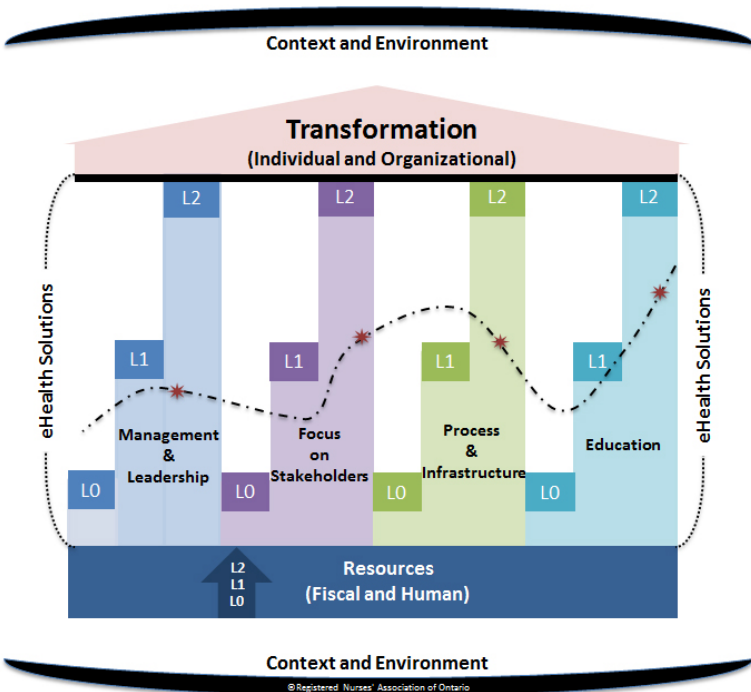 Context and Environment
Transformation
(Individual and Organizational)
L2
L2
L2
L2
eHealth Solutions
eHealth Solutions
L1
L1
L1
L1
Management
&
Leadership
Focus
on
Stakeholders
Process
&
Infrastructure
Education
L0
L0
L0
L0
L2
L1
L0
Resources
(Fiscal and Human)
Context and Environment
©Registered Nurses' Association of Ontario